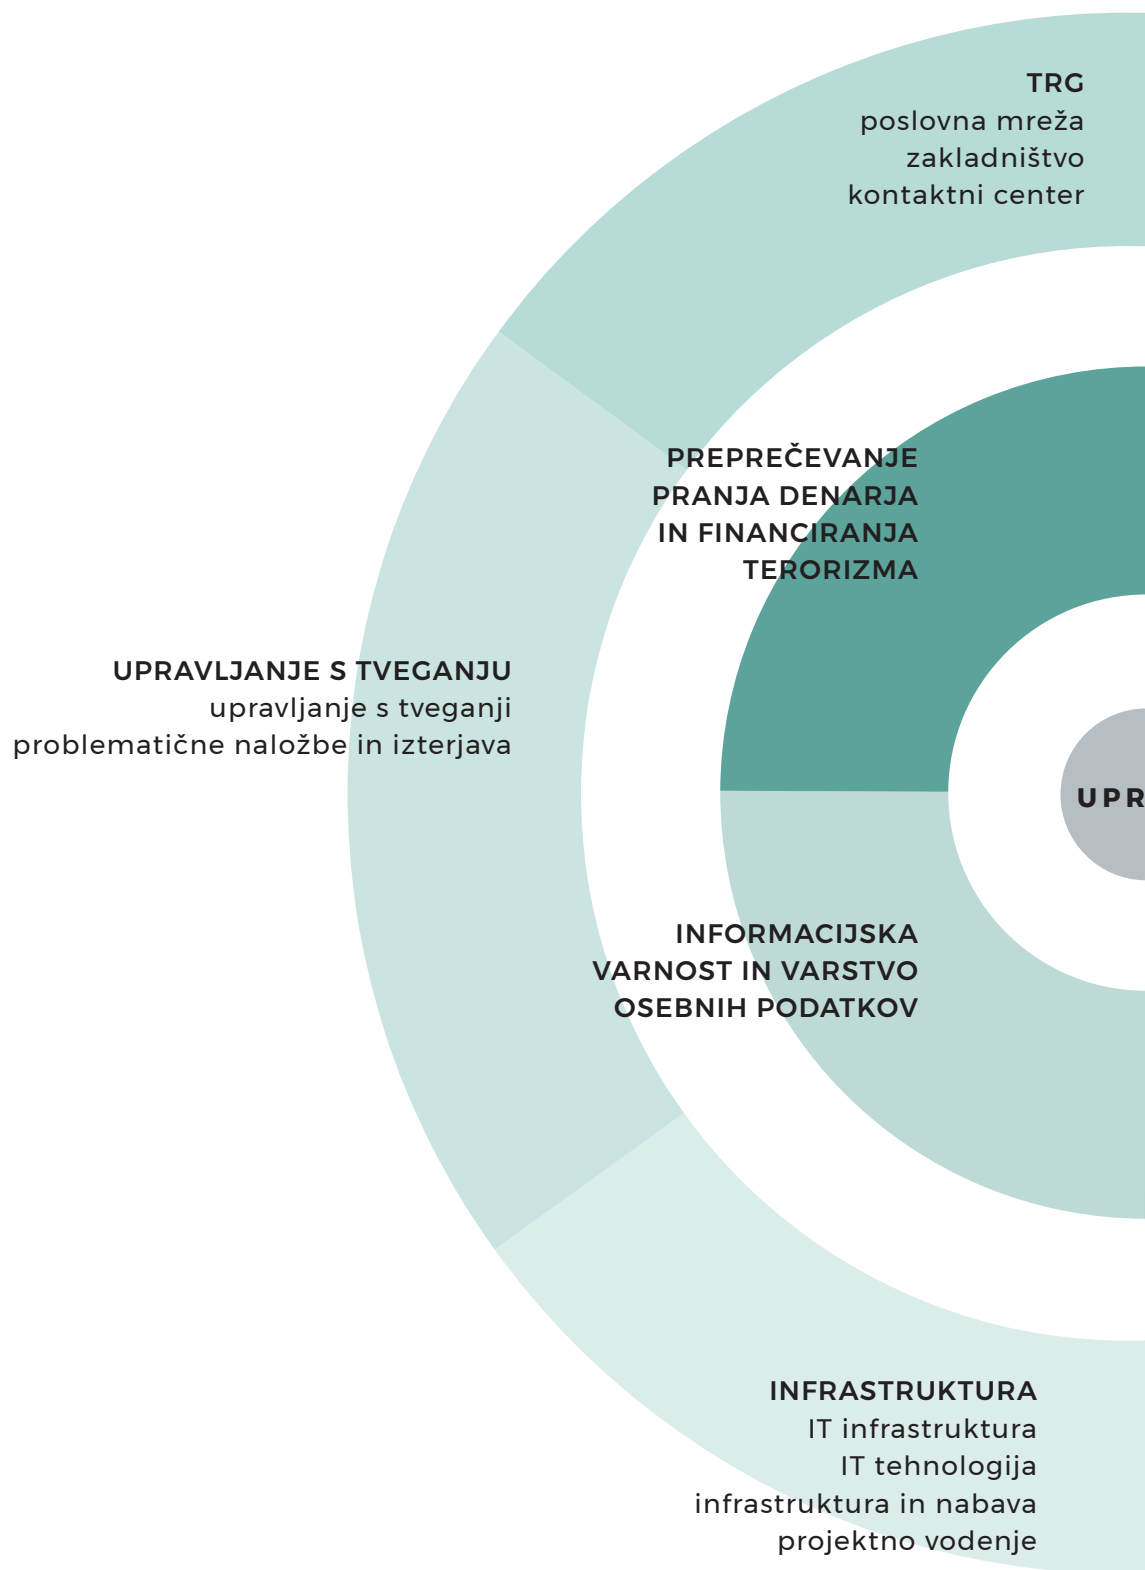 TRG
poslovna mreža
zakladništvo
kontaktni center
PREPREČEVANJE
PRANJA DENARJA
IN FINANCIRANJA
TERORIZMA
UPRAVLJANJE S TVEGANJU
upravljanje s tveganji
problematične naložbe in izterjava
UPR
INFORMACIJSKA
VARNOST IN VARSTVO
OSEBNIH PODATKOV
INFRASTRUKTURA
IT infrastruktura
IT tehnologija
infrastruktura in nabava
projektno vodenje